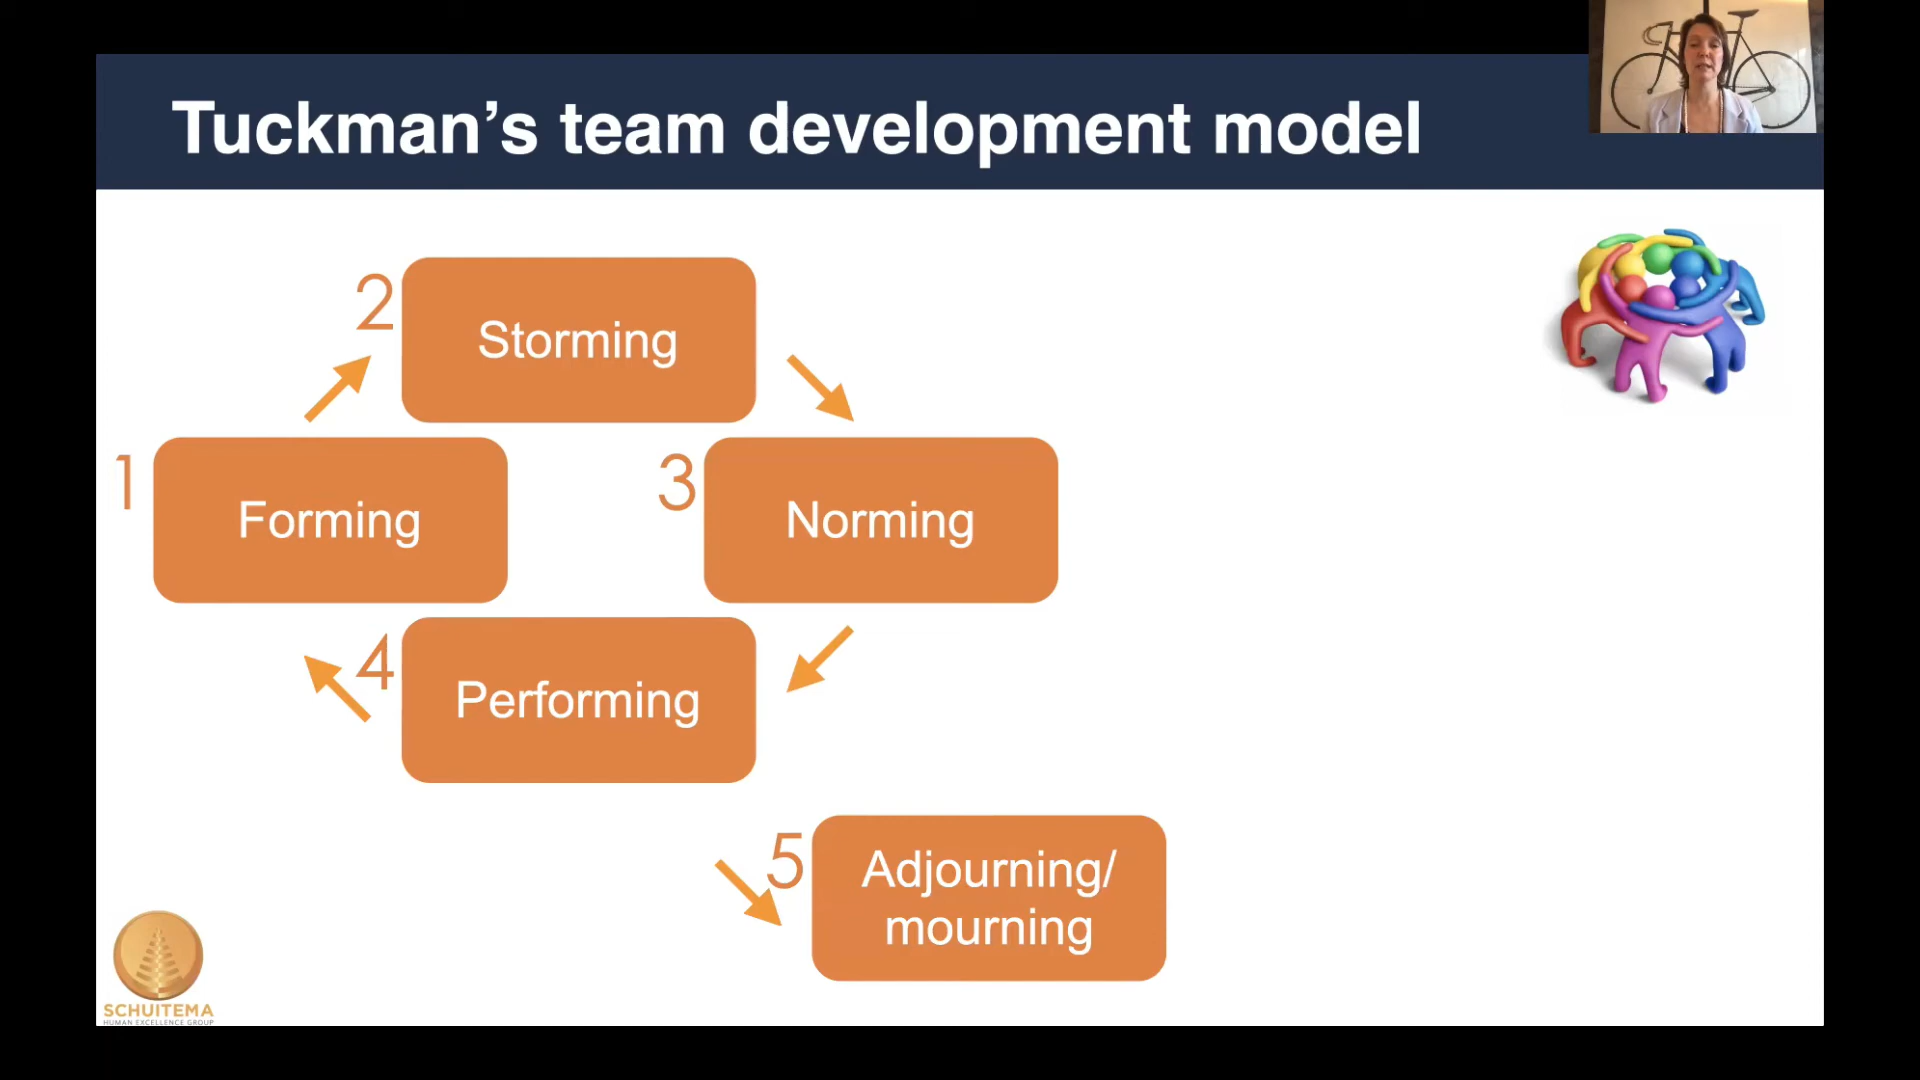 Tuckman’s team development model
2
Storming
1
Forming
3
Norming
4
Performing
5
Adjourning/
mourning
SCHUITEMA
HUMAN EXCELLENCE GROUP